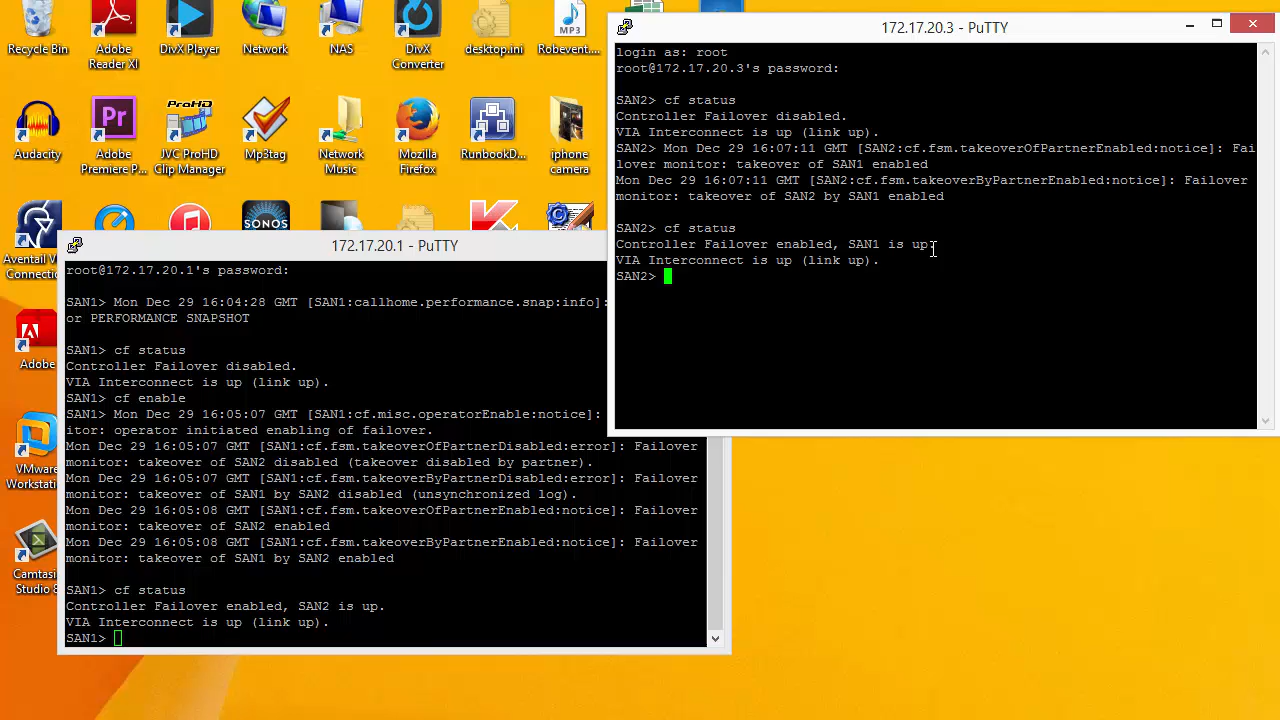 Recycle Bin
Adobe Reader XI
DivX Player
Network
NAS
DivX Converter
desktop.ini
MP3
Robevent....
Audacity
Pr
Adobe Premiere P...
ProHD
JVC ProHD Clip Manager
Mp3tag
Network Music
Mozilla Firefox
RunbookD...
iphone camera
SONOS
Aventail V
Connectio
Adobe
VMware
Workstati
Camtasi
Studio 8
172.17.20.3 - PuTTY
login as: root
root@172.17.20.3's password:
SAN2> cf status
Controller Failover disabled.
VIA Interconnect is up (link up).
SAN2> Mon Dec 29 16:07:11 GMT [SAN2:cf.fsm.takeoverOfPartnerEnabled:notice]: Fai
lover monitor: takeover of SAN1 enabled
Mon Dec 29 16:07:11 GMT [SAN2:cf.fsm.takeoverByPartnerEnabled:notice]: Failover
monitor: takeover of SAN2 by SAN1 enabled
SAN2> cf status
Controller Failover enabled, SAN1 is up.
VIA Interconnect is up (link up).
SAN2>
172.17.20.1 - PuTTY
root@172.17.20.1's password:
SAN1> Mon Dec 29 16:04:28 GMT [SAN1:callhome.performance.snap:info]:
or PERFORMANCE SNAPSHOT
SAN1> cf status
Controller Failover disabled.
VIA Interconnect is up (link up).
SAN1> cf enable
SAN1> Mon Dec 29 16:05:07 GMT [SAN1:cf.misc.operatorEnable:notice]:
itor: operator initiated enabling of failover.
Mon Dec 29 16:05:07 GMT [SAN1:cf.fsm.takeoverOfPartnerDisabled:error]: Failover
monitor: takeover of SAN2 disabled (takeover disabled by partner).
Mon Dec 29 16:05:07 GMT [SAN1:cf.fsm.takeoverByPartnerDisabled:error]: Failover
monitor: takeover of SAN1 by SAN2 disabled (unsynchronized log).
Mon Dec 29 16:05:08 GMT [SAN1:cf.fsm.takeoverOfPartnerEnabled:notice]: Failover
monitor: takeover of SAN2 enabled
Mon Dec 29 16:05:08 GMT [SAN1:cf.fsm.takeoverByPartnerEnabled:notice]: Failover
monitor: takeover of SAN1 by SAN2 enabled
SAN1> cf status
Controller Failover enabled, SAN2 is up.
VIA Interconnect is up (link up).
SAN1>